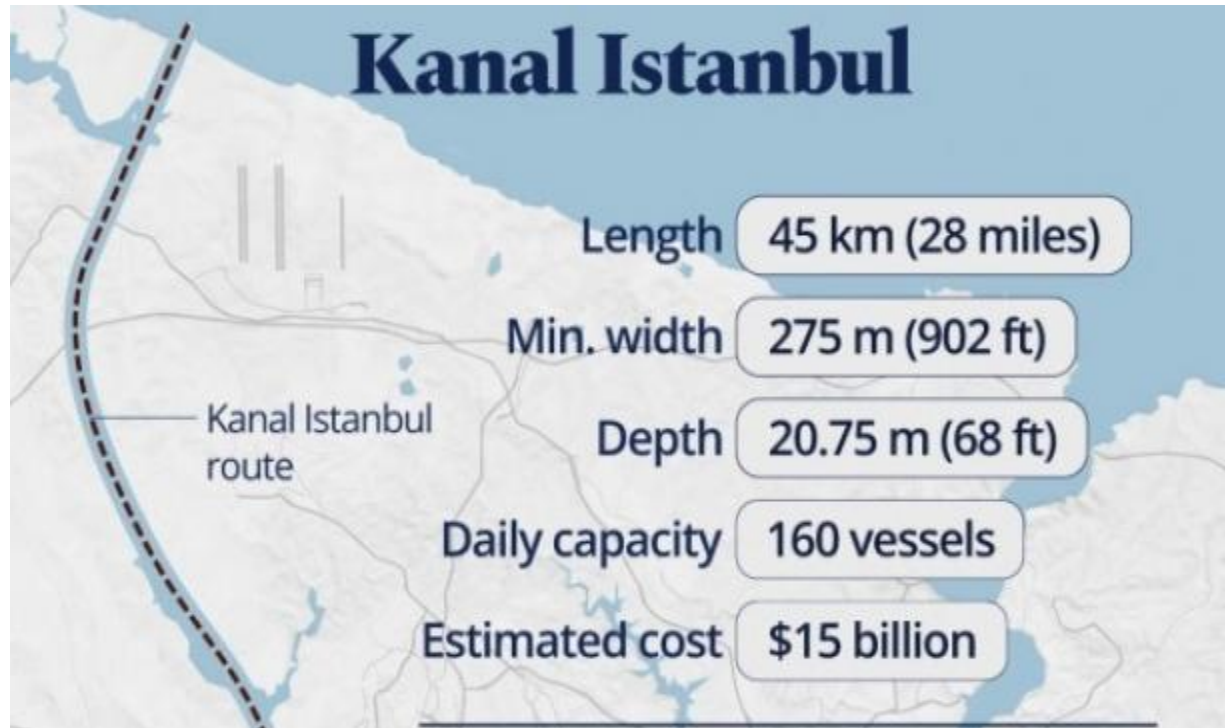 Kanal Istanbul
Length 45 km (28 miles)
Min. width 275 m (902 ft)
Kanal Istanbul
route
Depth 20.75 m (68 ft)
Daily capacity 160 vessels
Estimated cost $15 billion